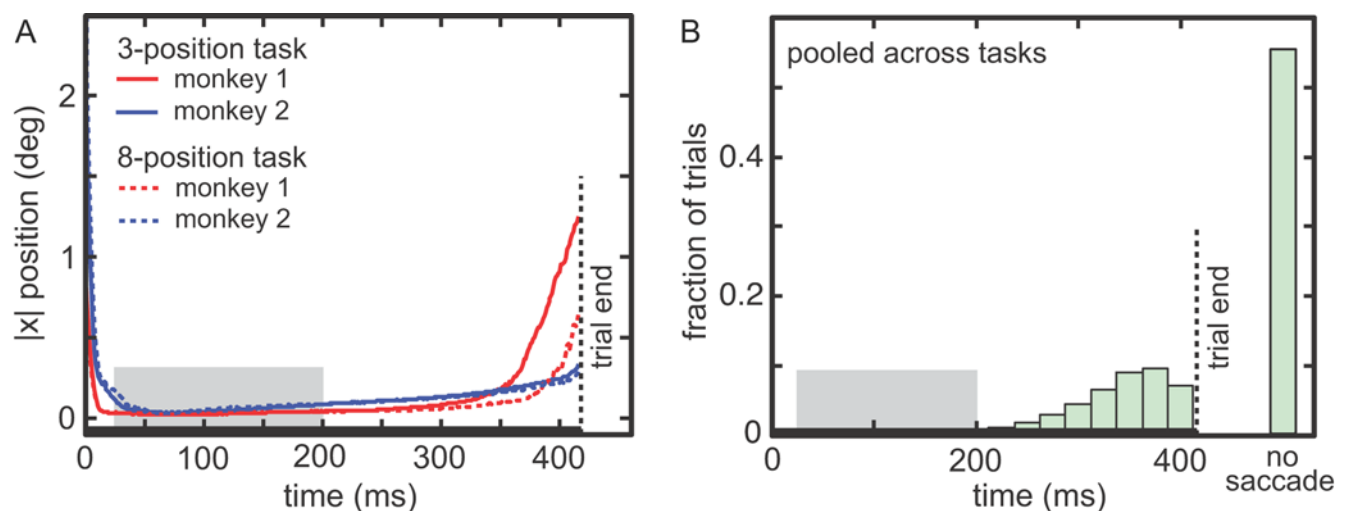 A
3-position task
monkey 1
monkey 2
8-position task
monkey 1
monkey 2
|x| position (deg)
2
1
0
0
100
200
300
400
time (ms)
trial end
B
pooled across tasks
fraction of trials
0.4
0.2
0
0
200
400
no
saccade
time (ms)
trial end